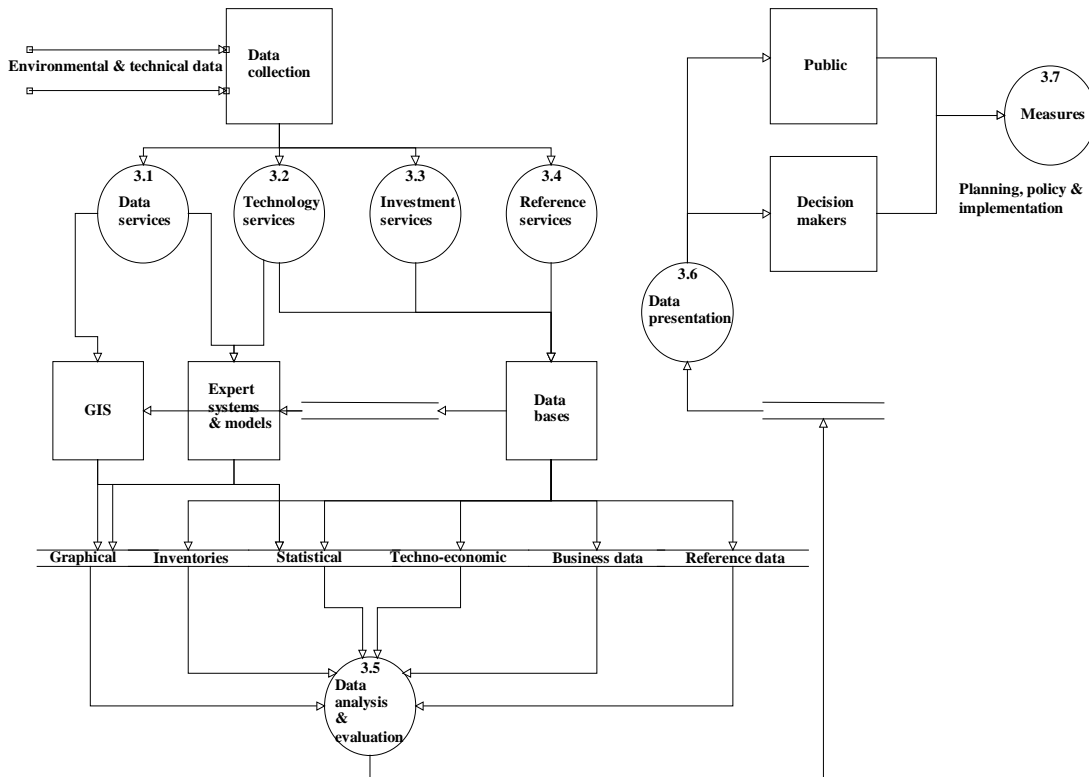 Environmental & technical data
Data
collection
3.1
Data
services
3.2
Technology
services
3.3
Investment
services
3.4
Reference
services
GIS
Expert
systems
& models
Data
bases
Graphical
Inventories
Statistical
Techno-economic
Business data
Reference data
3.5
Data
analysis
&
evaluation
3.6
Data
presentation
Public
Decision
makers
3.7
Measures
Planning, policy &
implementation